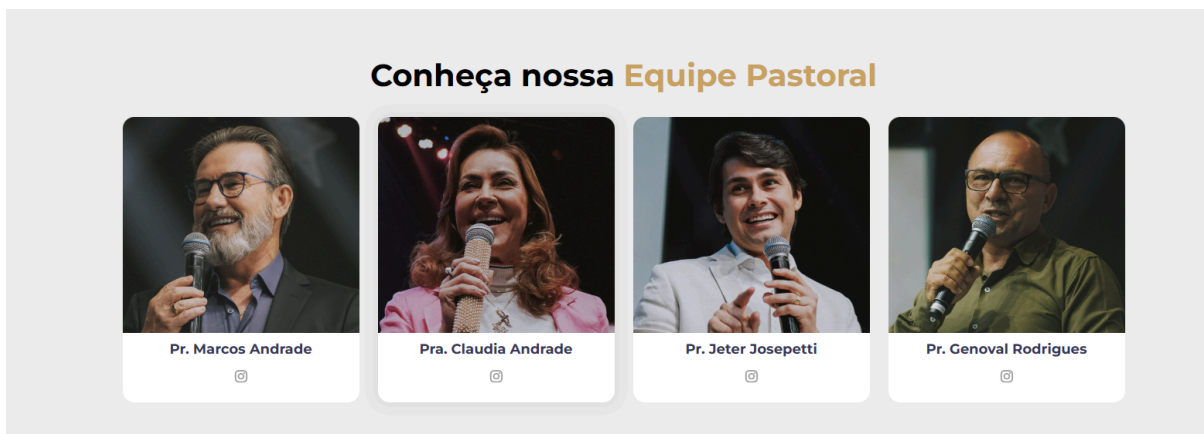 Conheça nossa Equipe Pastoral
Pr. Marcos Andrade
Pra. Claudia Andrade
Pr. Jeter Josepetti
Pr. Genoval Rodrigues